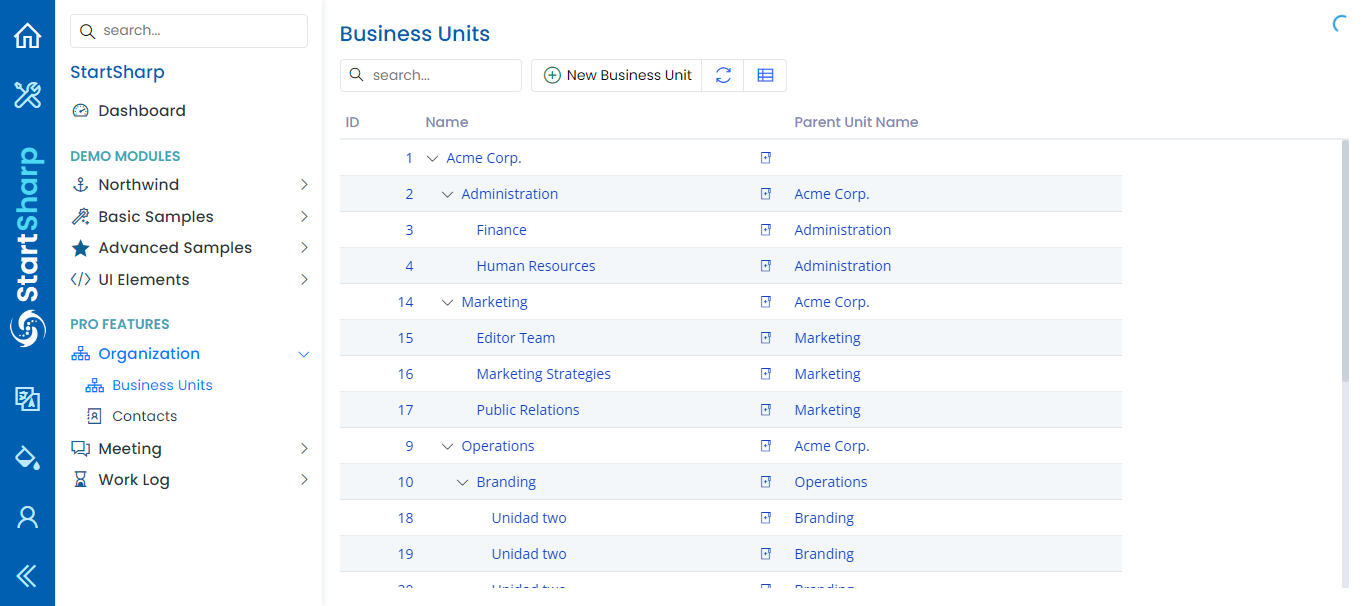 StartSharp
search...
StartSharp
Dashboard
DEMO MODULES
Northwind
Basic Samples
Advanced Samples
UI Elements
PRO FEATURES
Organization
Business Units
Contacts
Meeting
Work Log
Business Units
search...
New Business Unit
ID Name Parent Unit Name
1 Acme Corp.
2 Administration Acme Corp.
3 Finance Administration
4 Human Resources Administration
14 Marketing Acme Corp.
15 Editor Team Marketing
16 Marketing Strategies Marketing
17 Public Relations Marketing
9 Operations Acme Corp.
10 Branding Operations
18 Unidad two Branding
19 Unidad two Branding